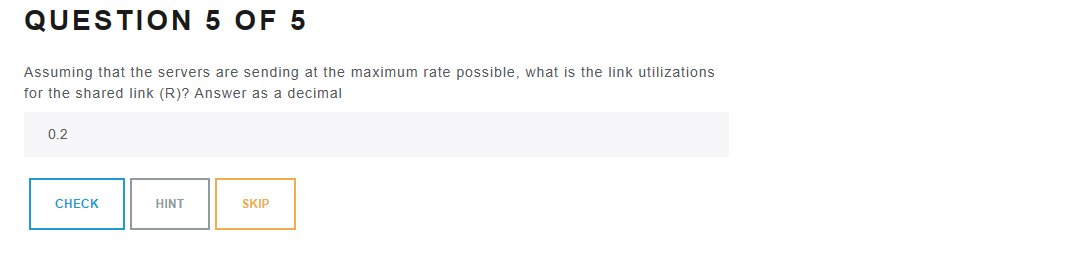 QUESTION 5 OF 5
Assuming that the servers are sending at the maximum rate possible, what is the link utilizations
for the shared link (R)? Answer as a decimal
0.2
CHECK HINT SKIP